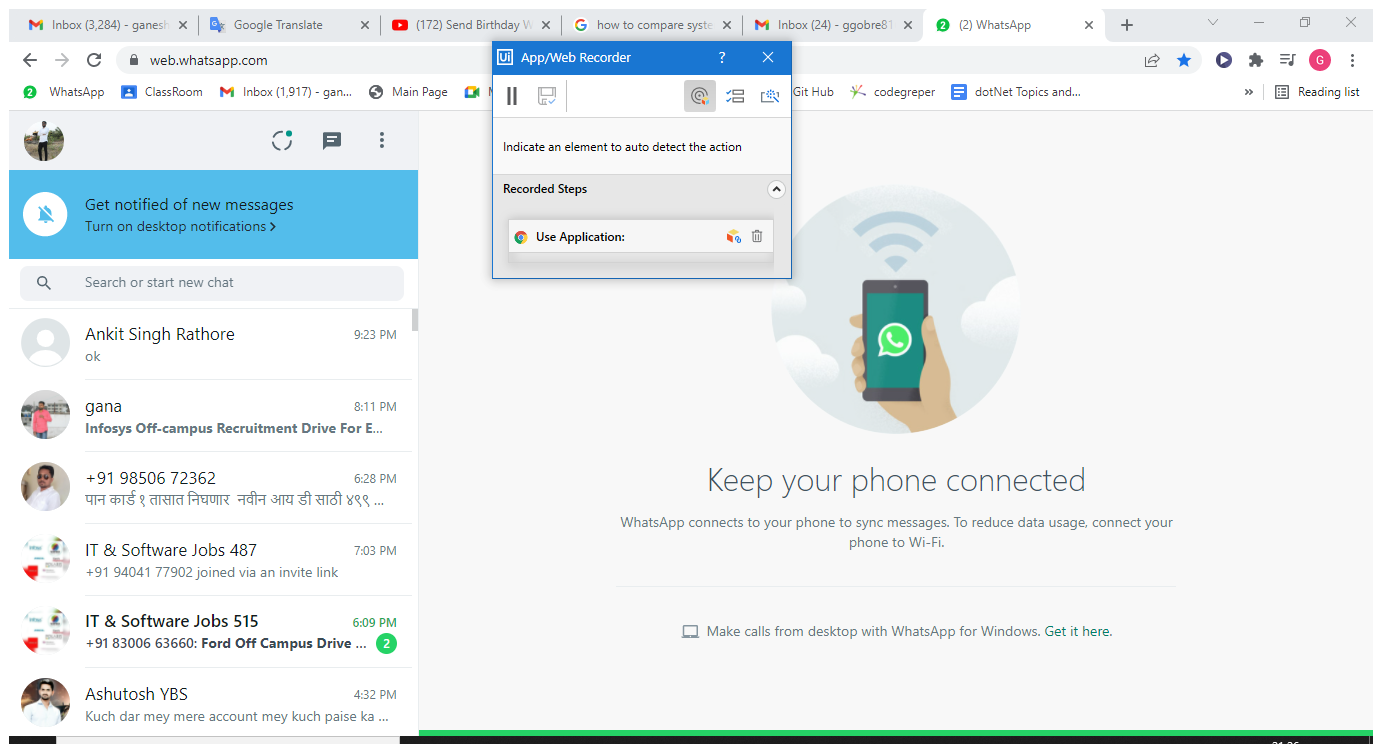 Inbox (3,284) - ganesh
Google Translate
(172) Send Birthday W
how to compare syste
Inbox (24) - ggobre81
2 (2) WhatsApp
web.whatsapp.com
G
2 WhatsApp
ClassRoom
Inbox (1,917) - gan...
Main Page
Git Hub
codegreper
dotNet Topics and...
»
Reading list
Ui App/Web Recorder ?
Indicate an element to auto detect the action
Recorded Steps
Use Application:
Get notified of new messages
Turn on desktop notifications >
Search or start new chat
Ankit Singh Rathore 9:23 PM
ok
gana 8:11 PM
Infosys Off-campus Recruitment Drive For E...
+91 98506 72362 6:28 PM
पान कार्ड १ तासात निघणार नवीन आय डी साठी ४९९ ...
IT & Software Jobs 487 7:03 PM
+91 94041 77902 joined via an invite link
IT & Software Jobs 515 6:09 PM
+91 83006 63660: Ford Off Campus Drive ... 2
Ashutosh YBS 4:32 PM
Kuch dar mey mere account mey kuch paise ka ...
Keep your phone connected
WhatsApp connects to your phone to sync messages. To reduce data usage, connect your
phone to Wi-Fi.
Make calls from desktop with WhatsApp for Windows. Get it here.